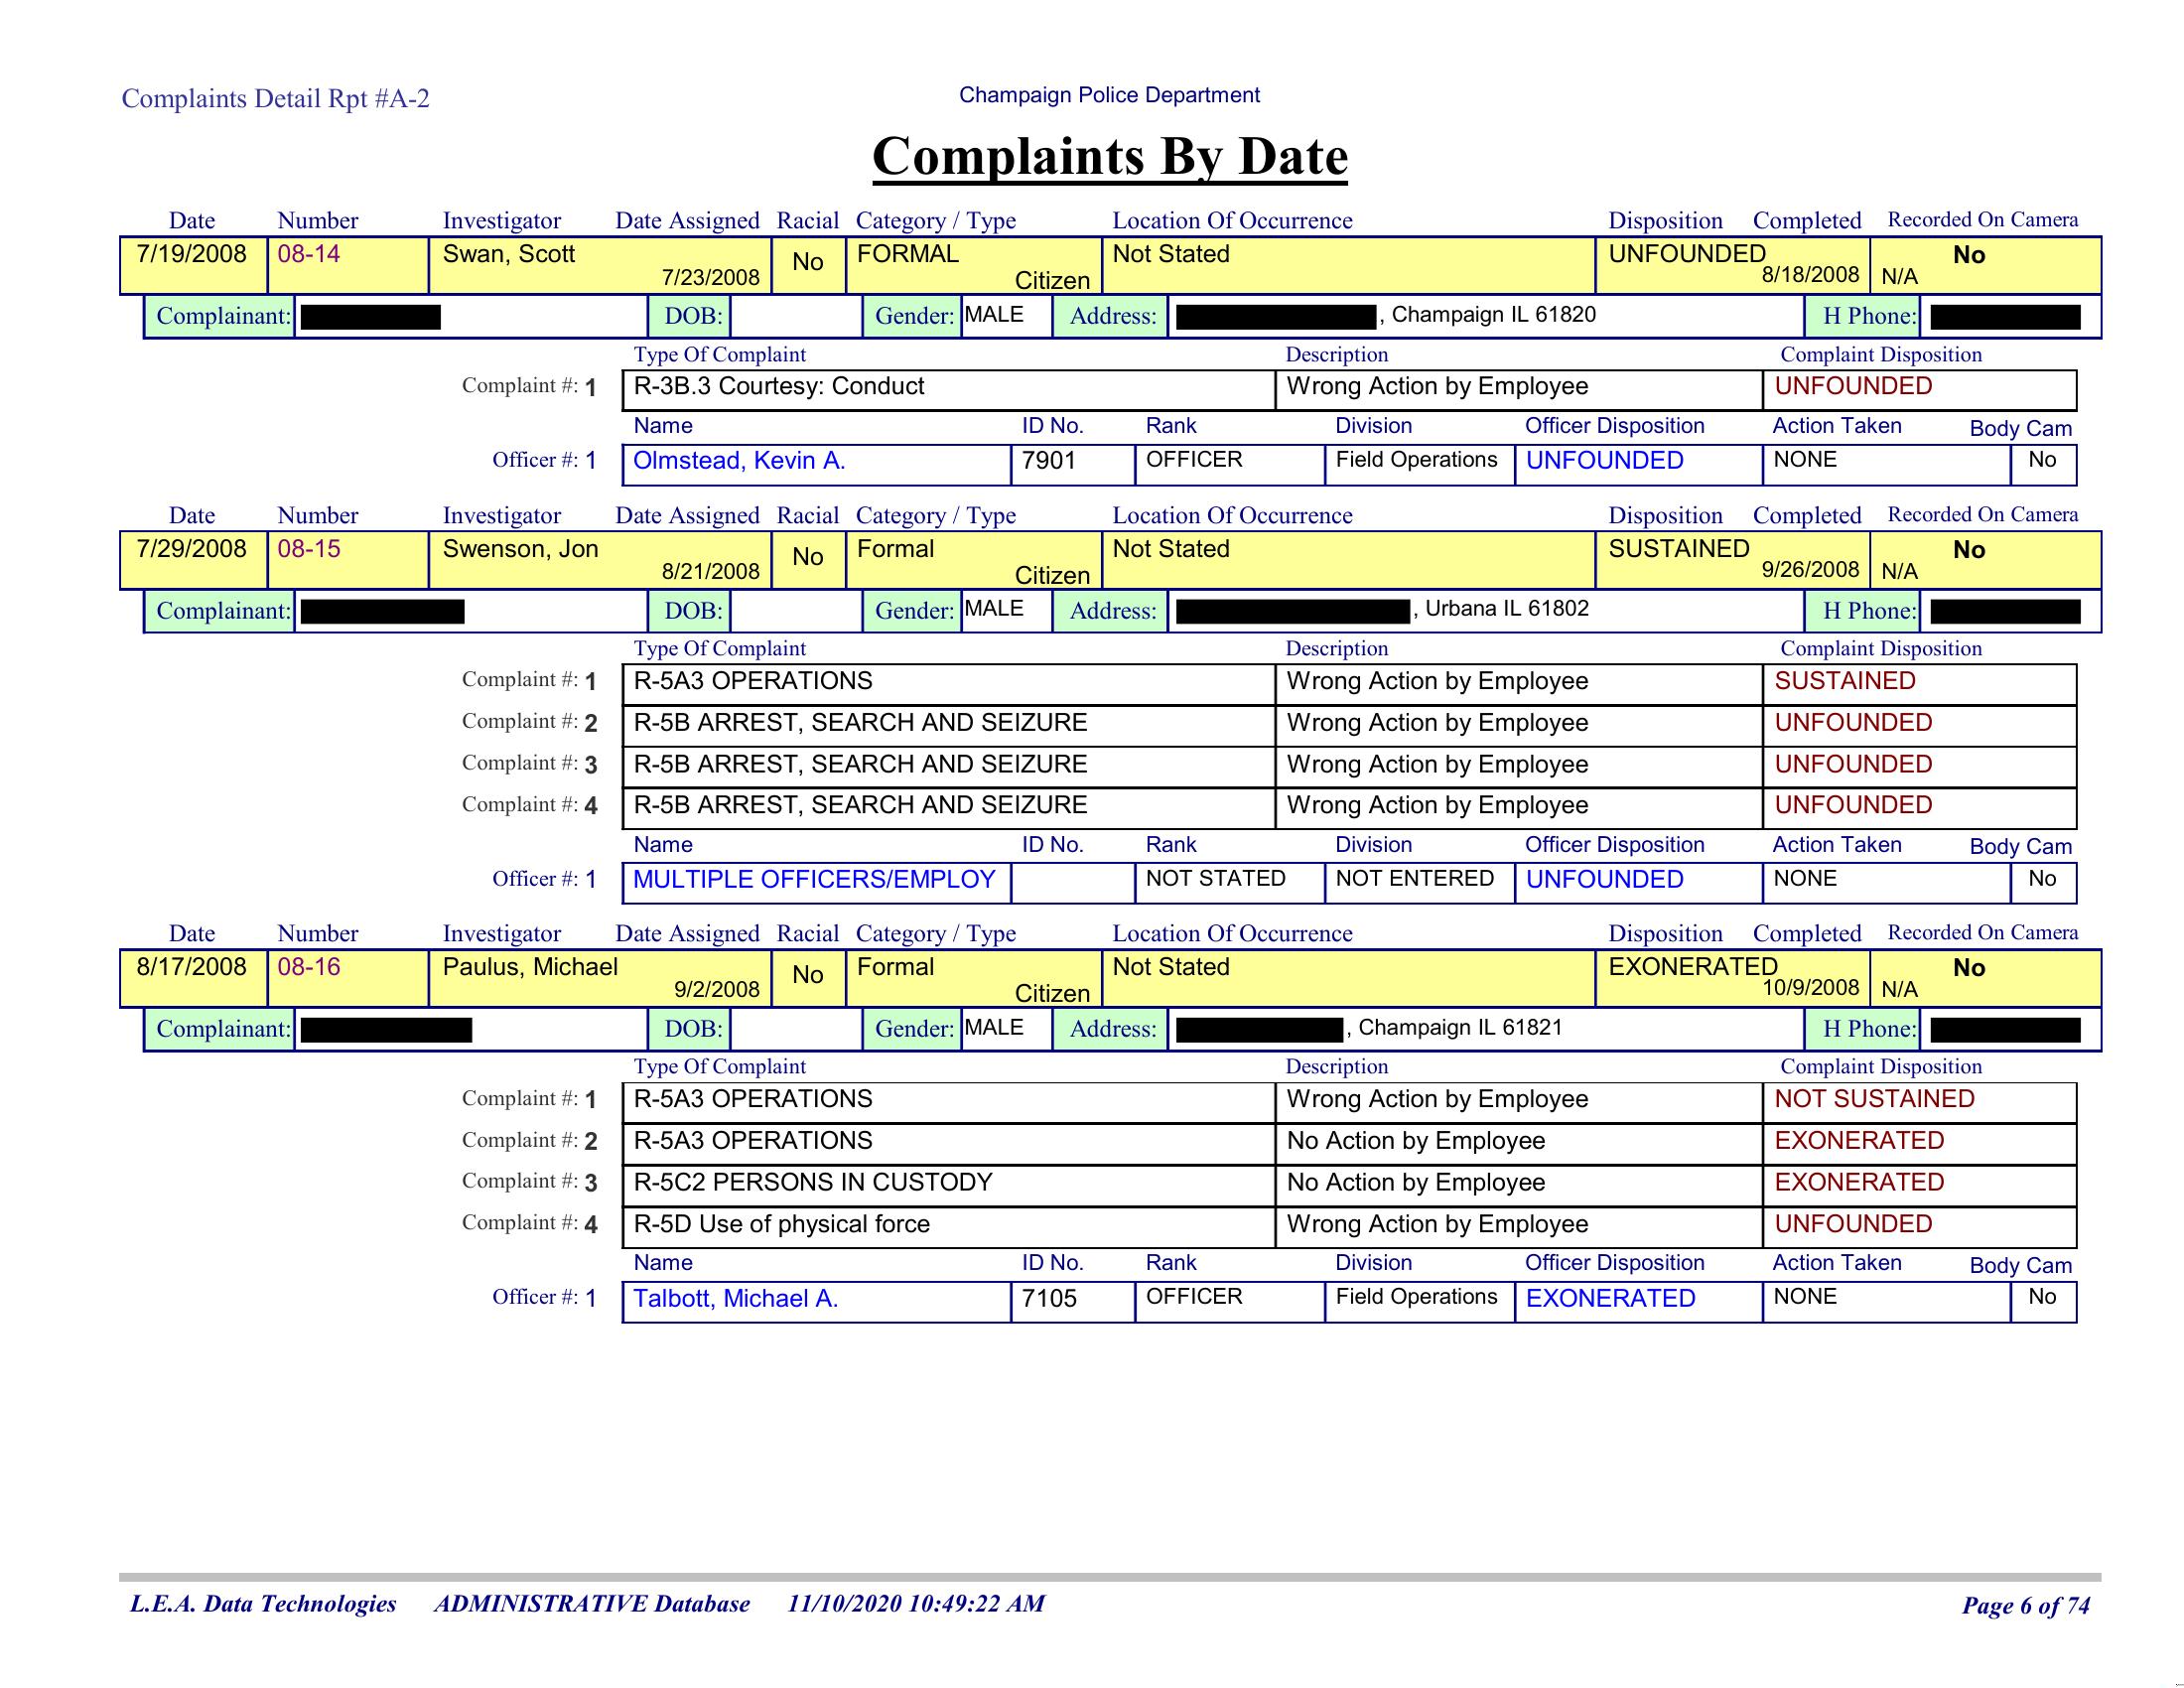 Complaints Detail Rpt #A-2
Champaign Police Department
Complaints By Date
Date Number Investigator Date Assigned Racial Category / Type Location Of Occurrence Disposition Completed Recorded On Camera
7/19/2008 08-14 Swan, Scott 7/23/2008 No FORMAL Citizen Not Stated UNFOUNDED 8/18/2008 N/A No
Complainant: DOB: Gender: MALE Address: , Champaign IL 61820 H Phone:
Type Of Complaint Description Complaint Disposition
Complaint #: 1 R-3B.3 Courtesy: Conduct Wrong Action by Employee UNFOUNDED
Name ID No. Rank Division Officer Disposition Action Taken Body Cam
Officer #: 1 Olmstead, Kevin A. 7901 OFFICER Field Operations UNFOUNDED NONE No
Date Number Investigator Date Assigned Racial Category / Type Location Of Occurrence Disposition Completed Recorded On Camera
7/29/2008 08-15 Swenson, Jon 8/21/2008 No Formal Citizen Not Stated SUSTAINED 9/26/2008 N/A No
Complainant: DOB: Gender: MALE Address: , Urbana IL 61802 H Phone:
Type Of Complaint Description Complaint Disposition
Complaint #: 1 R-5A3 OPERATIONS Wrong Action by Employee SUSTAINED
Complaint #: 2 R-5B ARREST, SEARCH AND SEIZURE Wrong Action by Employee UNFOUNDED
Complaint #: 3 R-5B ARREST, SEARCH AND SEIZURE Wrong Action by Employee UNFOUNDED
Complaint #: 4 R-5B ARREST, SEARCH AND SEIZURE Wrong Action by Employee UNFOUNDED
Name ID No. Rank Division Officer Disposition Action Taken Body Cam
Officer #: 1 MULTIPLE OFFICERS/EMPLOY NOT STATED NOT ENTERED UNFOUNDED NONE No
Date Number Investigator Date Assigned Racial Category / Type Location Of Occurrence Disposition Completed Recorded On Camera
8/17/2008 08-16 Paulus, Michael 9/2/2008 No Formal Citizen Not Stated EXONERATED 10/9/2008 N/A No
Complainant: DOB: Gender: MALE Address: , Champaign IL 61821 H Phone:
Type Of Complaint Description Complaint Disposition
Complaint #: 1 R-5A3 OPERATIONS Wrong Action by Employee NOT SUSTAINED
Complaint #: 2 R-5A3 OPERATIONS No Action by Employee EXONERATED
Complaint #: 3 R-5C2 PERSONS IN CUSTODY No Action by Employee EXONERATED
Complaint #: 4 R-5D Use of physical force Wrong Action by Employee UNFOUNDED
Name ID No. Rank Division Officer Disposition Action Taken Body Cam
Officer #: 1 Talbott, Michael A. 7105 OFFICER Field Operations EXONERATED NONE No
L.E.A. Data Technologies ADMINISTRATIVE Database 11/10/2020 10:49:22 AM Page 6 of 74